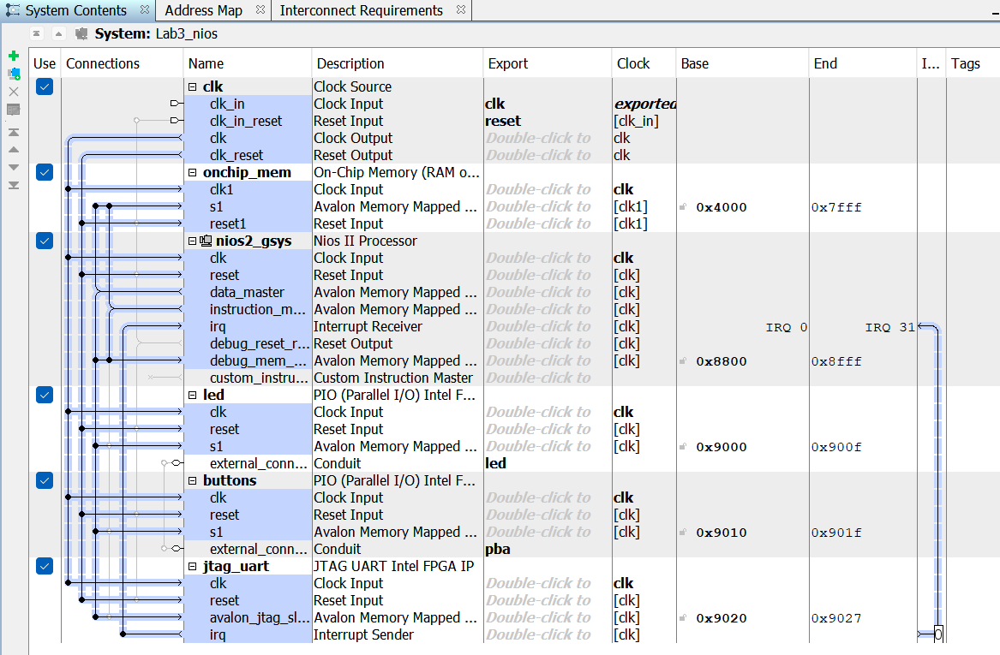 System Contents Address Map Interconnect Requirements
System: Lab3_nios
Use Connections Name Description Export Clock Base End I... Tags
clk Clock Source
clk_in Clock Input clk exported
clk_in_reset Reset Input reset [clk_in]
clk Clock Output Double-click to clk
clk_reset Reset Output Double-click to clk
onchip_mem On-Chip Memory (RAM o...
clk1 Clock Input Double-click to clk
s1 Avalon Memory Mapped ... Double-click to [clk1] 0x4000 0x7fff
reset1 Reset Input Double-click to [clk1]
nios2_gsys Nios II Processor
clk Clock Input Double-click to clk
reset Reset Input Double-click to [clk]
data_master Avalon Memory Mapped ... Double-click to [clk]
instruction_m... Avalon Memory Mapped ... Double-click to [clk]
irq Interrupt Receiver Double-click to [clk] IRQ 0 IRQ 31
debug_reset_r... Reset Output Double-click to [clk]
debug_mem_... Avalon Memory Mapped ... Double-click to [clk] 0x8800 0x8fff
custom_instru... Custom Instruction Master Double-click to
led PIO (Parallel I/O) Intel F...
clk Clock Input Double-click to clk
reset Reset Input Double-click to [clk]
s1 Avalon Memory Mapped ... Double-click to [clk] 0x9000 0x900f
external_conn... Conduit led
buttons PIO (Parallel I/O) Intel F...
clk Clock Input Double-click to clk
reset Reset Input Double-click to [clk]
s1 Avalon Memory Mapped ... Double-click to [clk] 0x9010 0x901f
external_conn... Conduit pba
jtag_uart JTAG UART Intel FPGA IP
clk Clock Input Double-click to clk
reset Reset Input Double-click to [clk]
avalon_jtag_sl... Avalon Memory Mapped ... Double-click to [clk] 0x9020 0x9027
irq Interrupt Sender Double-click to [clk] 0